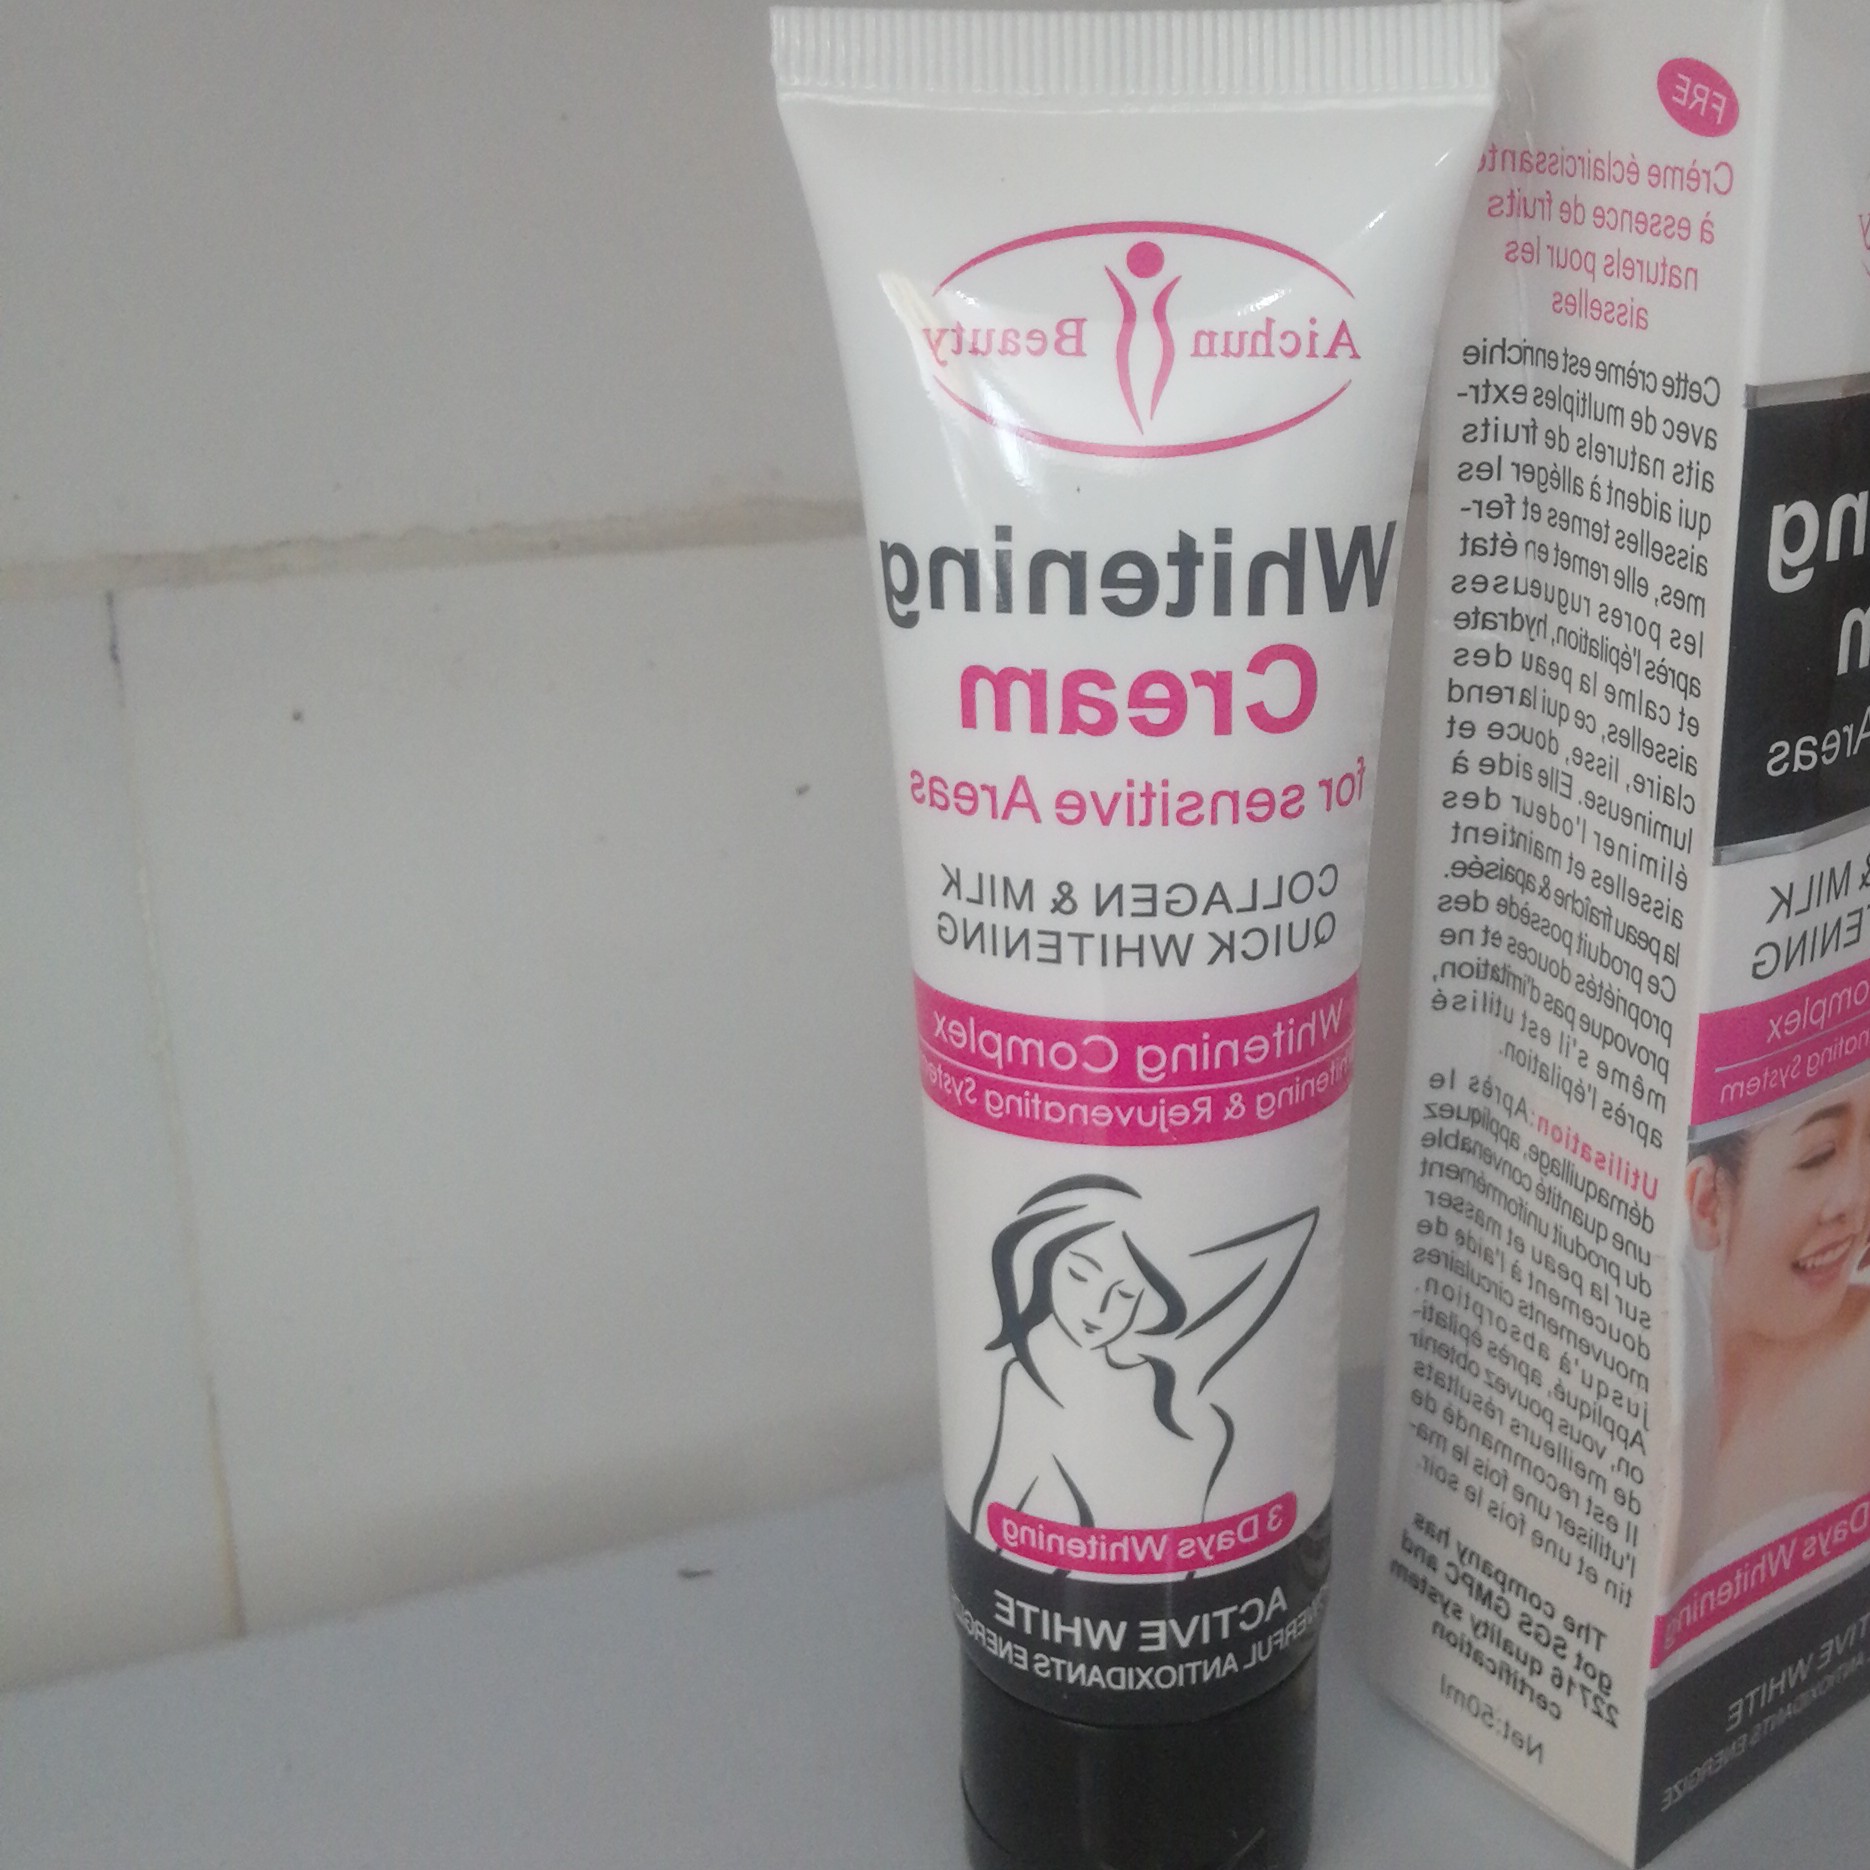 Aichun Beauty
Whitening
Cream
for sensitive Areas
COLLAGEN & MILK
QUICK WHITENING
Whitening Complex
Whitening & Rejuvenating System
3 Days Whitening
ACTIVE WHITE
ANTIOXIDANTS
FRE
Crème éclaircissante
à essence de fruits
naturels pour les
aisselles
Cette crème est enrichie
avec de multiples extr-
aits naturels de fruits
qui aident à alléger les
aisselles ternes et fer-
mes, elle remet en état
les pores rugueuses
après l'épilation, hydrate
et calme la peau des
aisselles, ce qui la rend
claire, lisse, douce et
lumineuse. Elle aide à
éliminer l'odeur des
aisselles et maintient
la peau fraîche & apaisée.
Ce produit possède des
propriétés douces et ne
provoque pas d'irritation,
même s'il est utilisé
après l'épilation.
Utilisation: Après le
démaquillage, appliquez
une quantité convenable
du produit uniformément
sur la peau et masser
doucement à l'aide de
mouvements circulaires
jusqu'à absorption.
Appliqué, après épilati-
on, vous pouvez obtenir
de meilleurs résultats
Il est recommandé de
l'utiliser une fois le ma-
tin et une fois le soir.
The company has
got SGS GMPC and
22716 quality system
certification
Net:50ml
ng
m
Areas
& MILK
ENING
omplex
nating System
Days Whitening
TIVE WHITE
ANTIOXIDANTS ENERGIZE